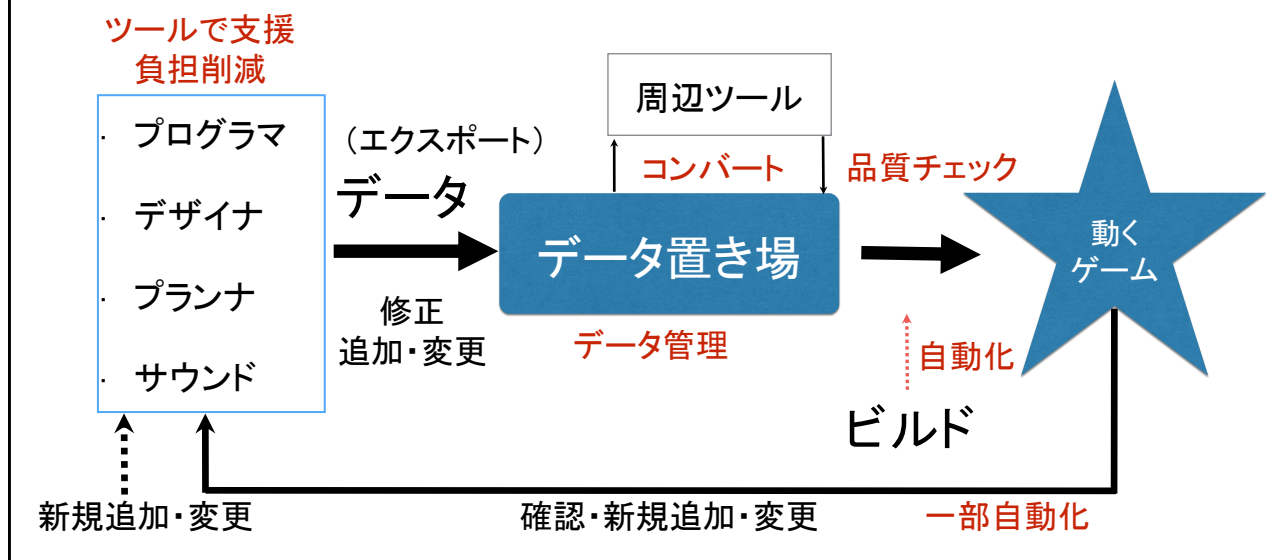 ツールで支援
負担削減
・ プログラマ
・ デザイナ
・ プランナ
・ サウンド
(エクスポート)
データ
修正
追加・変更
周辺ツール
コンバート
品質チェック
データ置き場
データ管理
動く
ゲーム
自動化
ビルド
新規追加・変更
確認・新規追加・変更
一部自動化